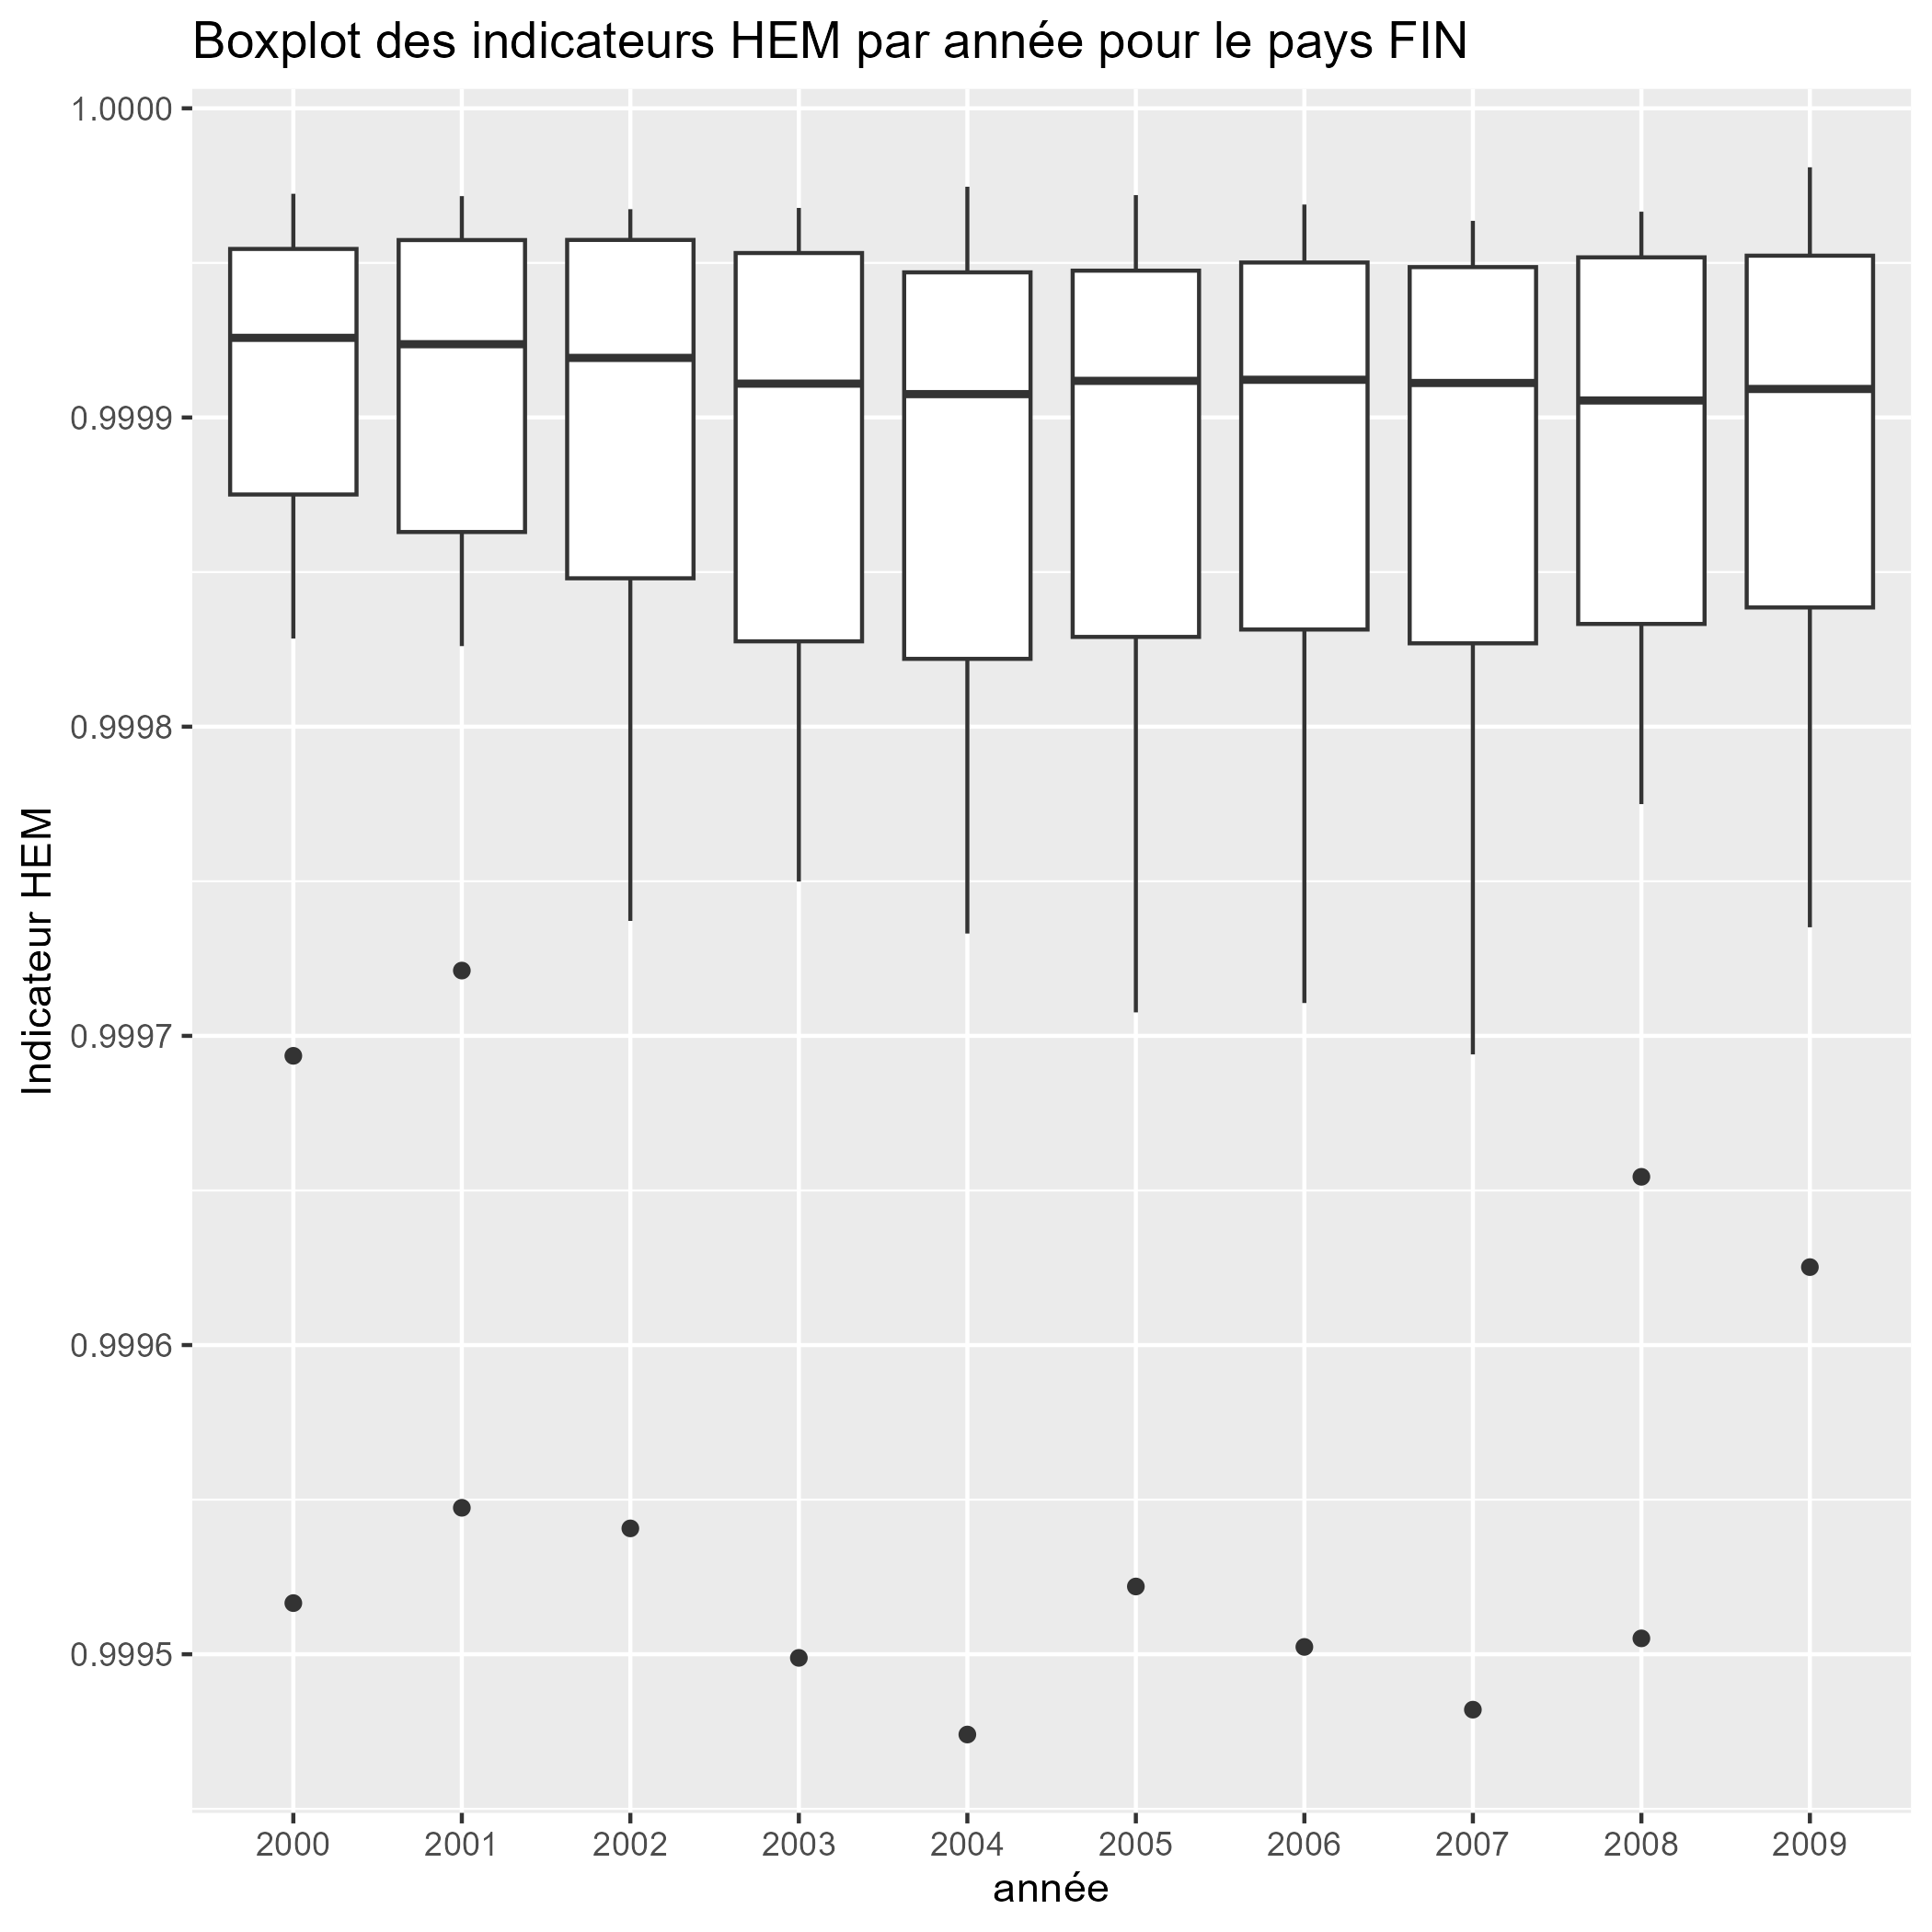 Boxplot des indicateurs HEM par année pour le pays FIN
1.0000
0.9999
0.9998
0.9997
0.9996
0.9995
Indicateur HEM
2000 2001 2002 2003 2004 2005 2006 2007 2008 2009
année